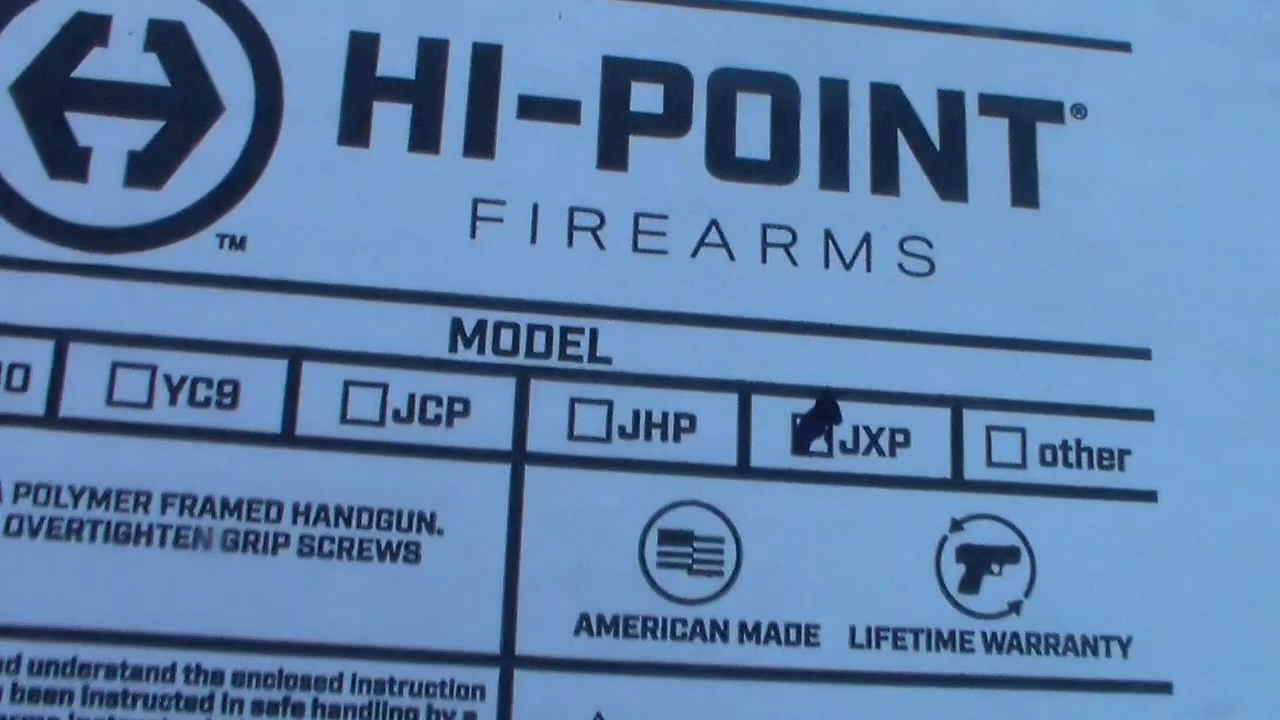 HI-POINT®
FIREARMS
TM
MODEL
0 YC9 JCP JHP JXP other
POLYMER FRAMED HANDGUN.
OVERTIGHTEN GRIP SCREWS
AMERICAN MADE LIFETIME WARRANTY
understand the enclosed instruction
been instructed in safe handling by a